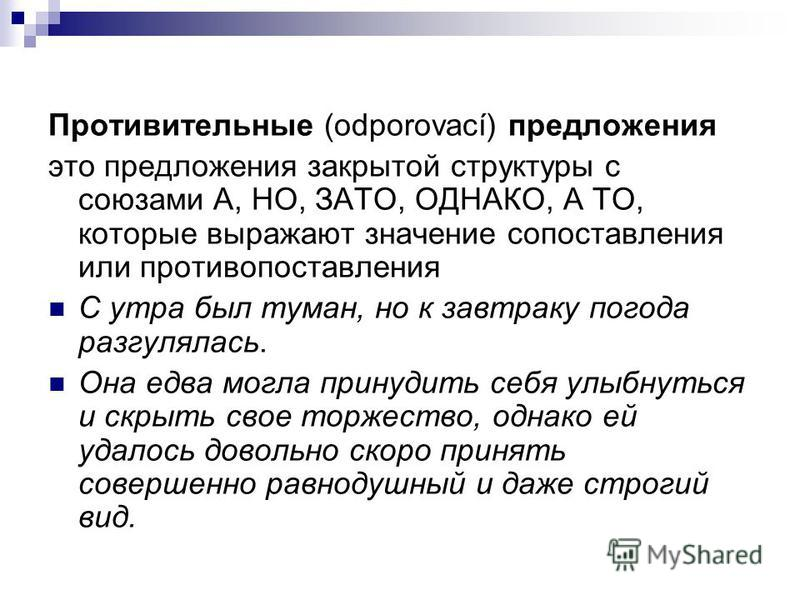 Противительные (odporovací) предложения
это предложения закрытой структуры с
союзами А, НО, ЗАТО, ОДНАКО, А ТО,
которые выражают значение сопоставления
или противопоставления
С утра был туман, но к завтраку погода
разгулялась.
Она едва могла принудить себя улыбнуться
и скрыть свое торжество, однако ей
удалось довольно скоро принять
совершенно равнодушный и даже строгий
вид.
MyShared